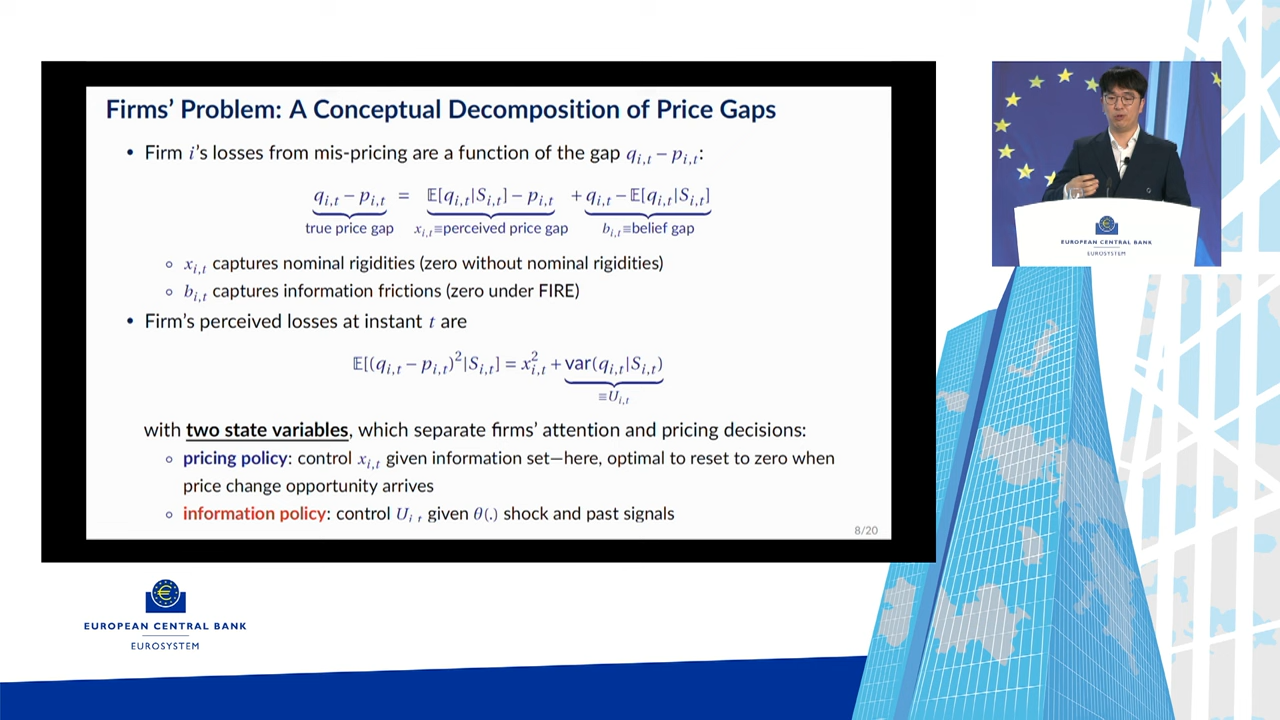 Firms' Problem: A Conceptual Decomposition of Price Gaps
• Firm i's losses from mis-pricing are a function of the gap q_{i,t} − p_{i,t}:
q_{i,t} − p_{i,t} = 𝔼[q_{i,t}|S_{i,t}] − p_{i,t} + q_{i,t} − 𝔼[q_{i,t}|S_{i,t}]
true price gap x_{i,t}≡perceived price gap b_{i,t}≡belief gap
◦ x_{i,t} captures nominal rigidities (zero without nominal rigidities)
◦ b_{i,t} captures information frictions (zero under FIRE)
• Firm's perceived losses at instant t are
𝔼[(q_{i,t} − p_{i,t})²|S_{i,t}] = x²_{i,t} + var(q_{i,t}|S_{i,t})
≡U_{i,t}
with two state variables, which separate firms' attention and pricing decisions:
◦ pricing policy: control x_{i,t} given information set—here, optimal to reset to zero when
price change opportunity arrives
◦ information policy: control U_{i,t} given θ(.) shock and past signals
8/20
EUROPEAN CENTRAL BANK
EUROSYSTEM
EUROPEAN CENTRAL BANK
EUROSYSTEM